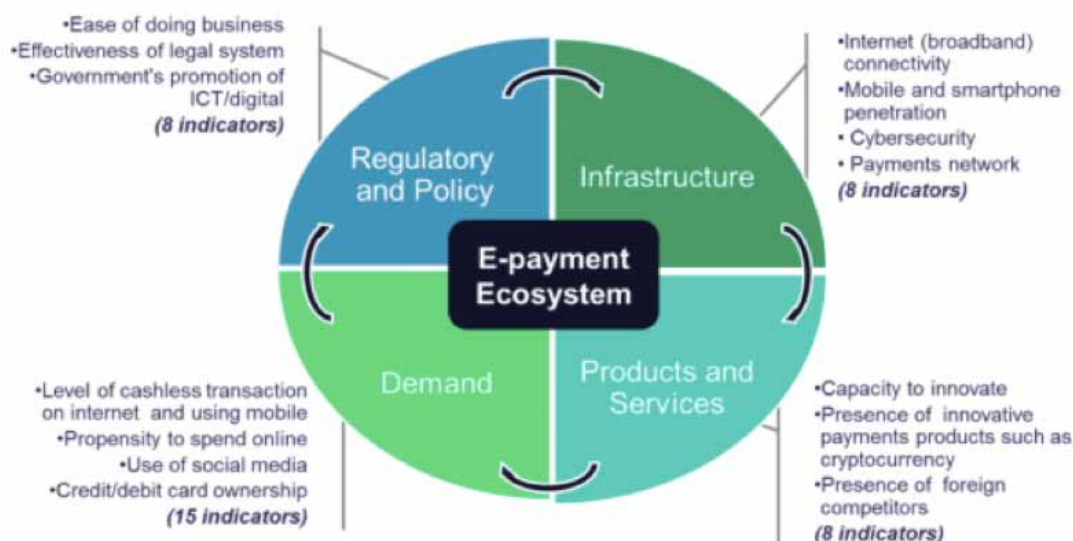 •Ease of doing business
•Effectiveness of legal system
•Government's promotion of
ICT/digital
(8 indicators)
•Internet (broadband)
connectivity
•Mobile and smartphone
penetration
• Cybersecurity
• Payments network
(8 indicators)
Regulatory
and Policy
Infrastructure
E-payment
Ecosystem
Demand
Products and
Services
•Level of cashless transaction
on internet and using mobile
•Propensity to spend online
•Use of social media
•Credit/debit card ownership
(15 indicators)
•Capacity to innovate
•Presence of innovative
payments products such as
cryptocurrency
•Presence of foreign
competitors
(8 indicators)